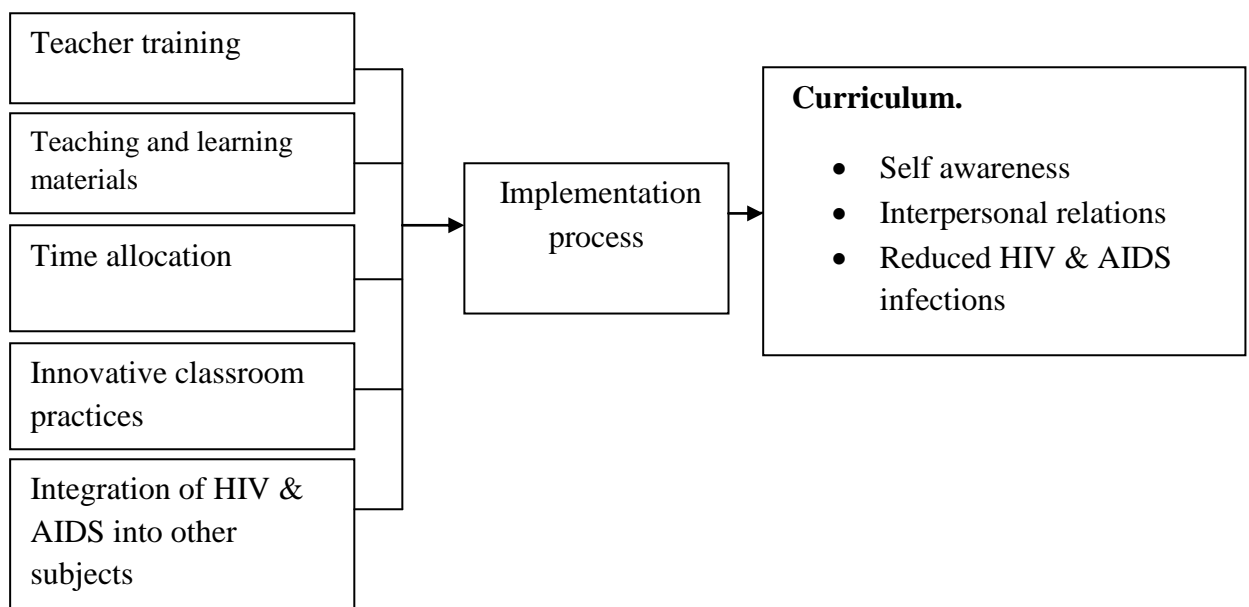 Teacher training
Teaching and learning
materials
Time allocation
Innovative classroom
practices
Integration of HIV &
AIDS into other
subjects
Implementation
process
Curriculum.
• Self awareness
• Interpersonal relations
• Reduced HIV & AIDS
infections